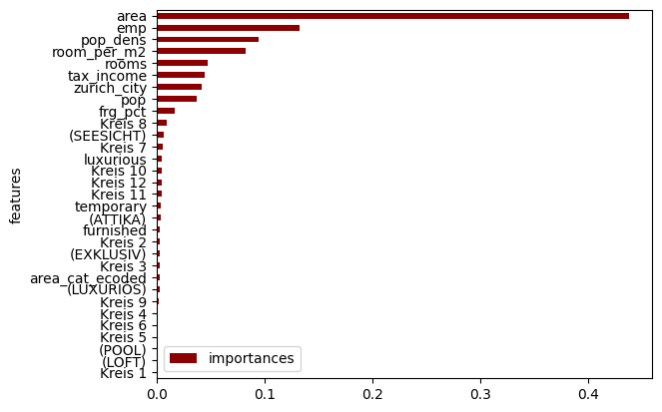 area
emp
pop_dens
room_per_m2
rooms
tax_income
zurich_city
pop
frg_pct
Kreis 8
(SEESICHT)
Kreis 7
luxurious
Kreis 10
Kreis 12
Kreis 11
temporary
(ATTIKA)
furnished
Kreis 2
(EXKLUSIV)
Kreis 3
area_cat_ecoded
(LUXURIÖS)
Kreis 9
Kreis 4
Kreis 6
Kreis 5
(POOL)
(LOFT)
Kreis 1
features
importances
0.0 0.1 0.2 0.3 0.4